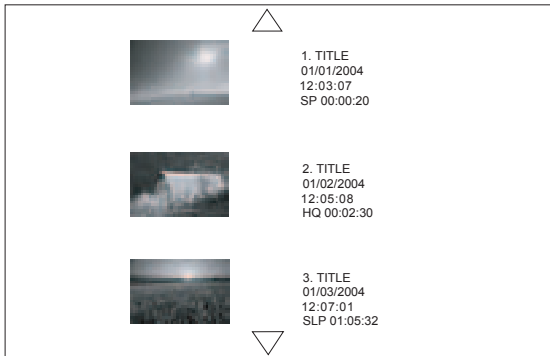 1. TITLE
01/01/2004
12:03:07
SP 00:00:20
2. TITLE
01/02/2004
12:05:08
HQ 00:02:30
3. TITLE
01/03/2004
12:07:01
SLP 01:05:32